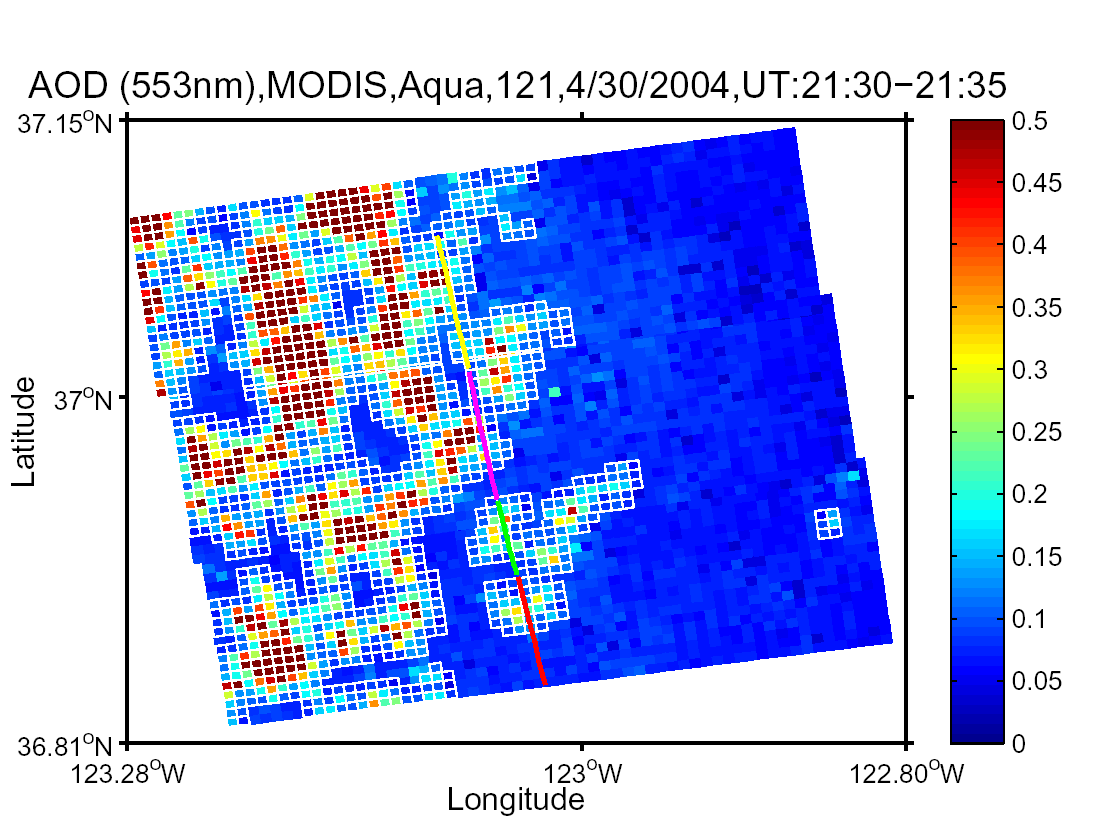 AOD (553nm),MODIS,Aqua,121,4/30/2004,UT:21:30−21:35
37.15°N
37°N
36.81°N
Latitude
123.28°W
123°W
122.80°W
Longitude
0.5
0.45
0.4
0.35
0.3
0.25
0.2
0.15
0.1
0.05
0